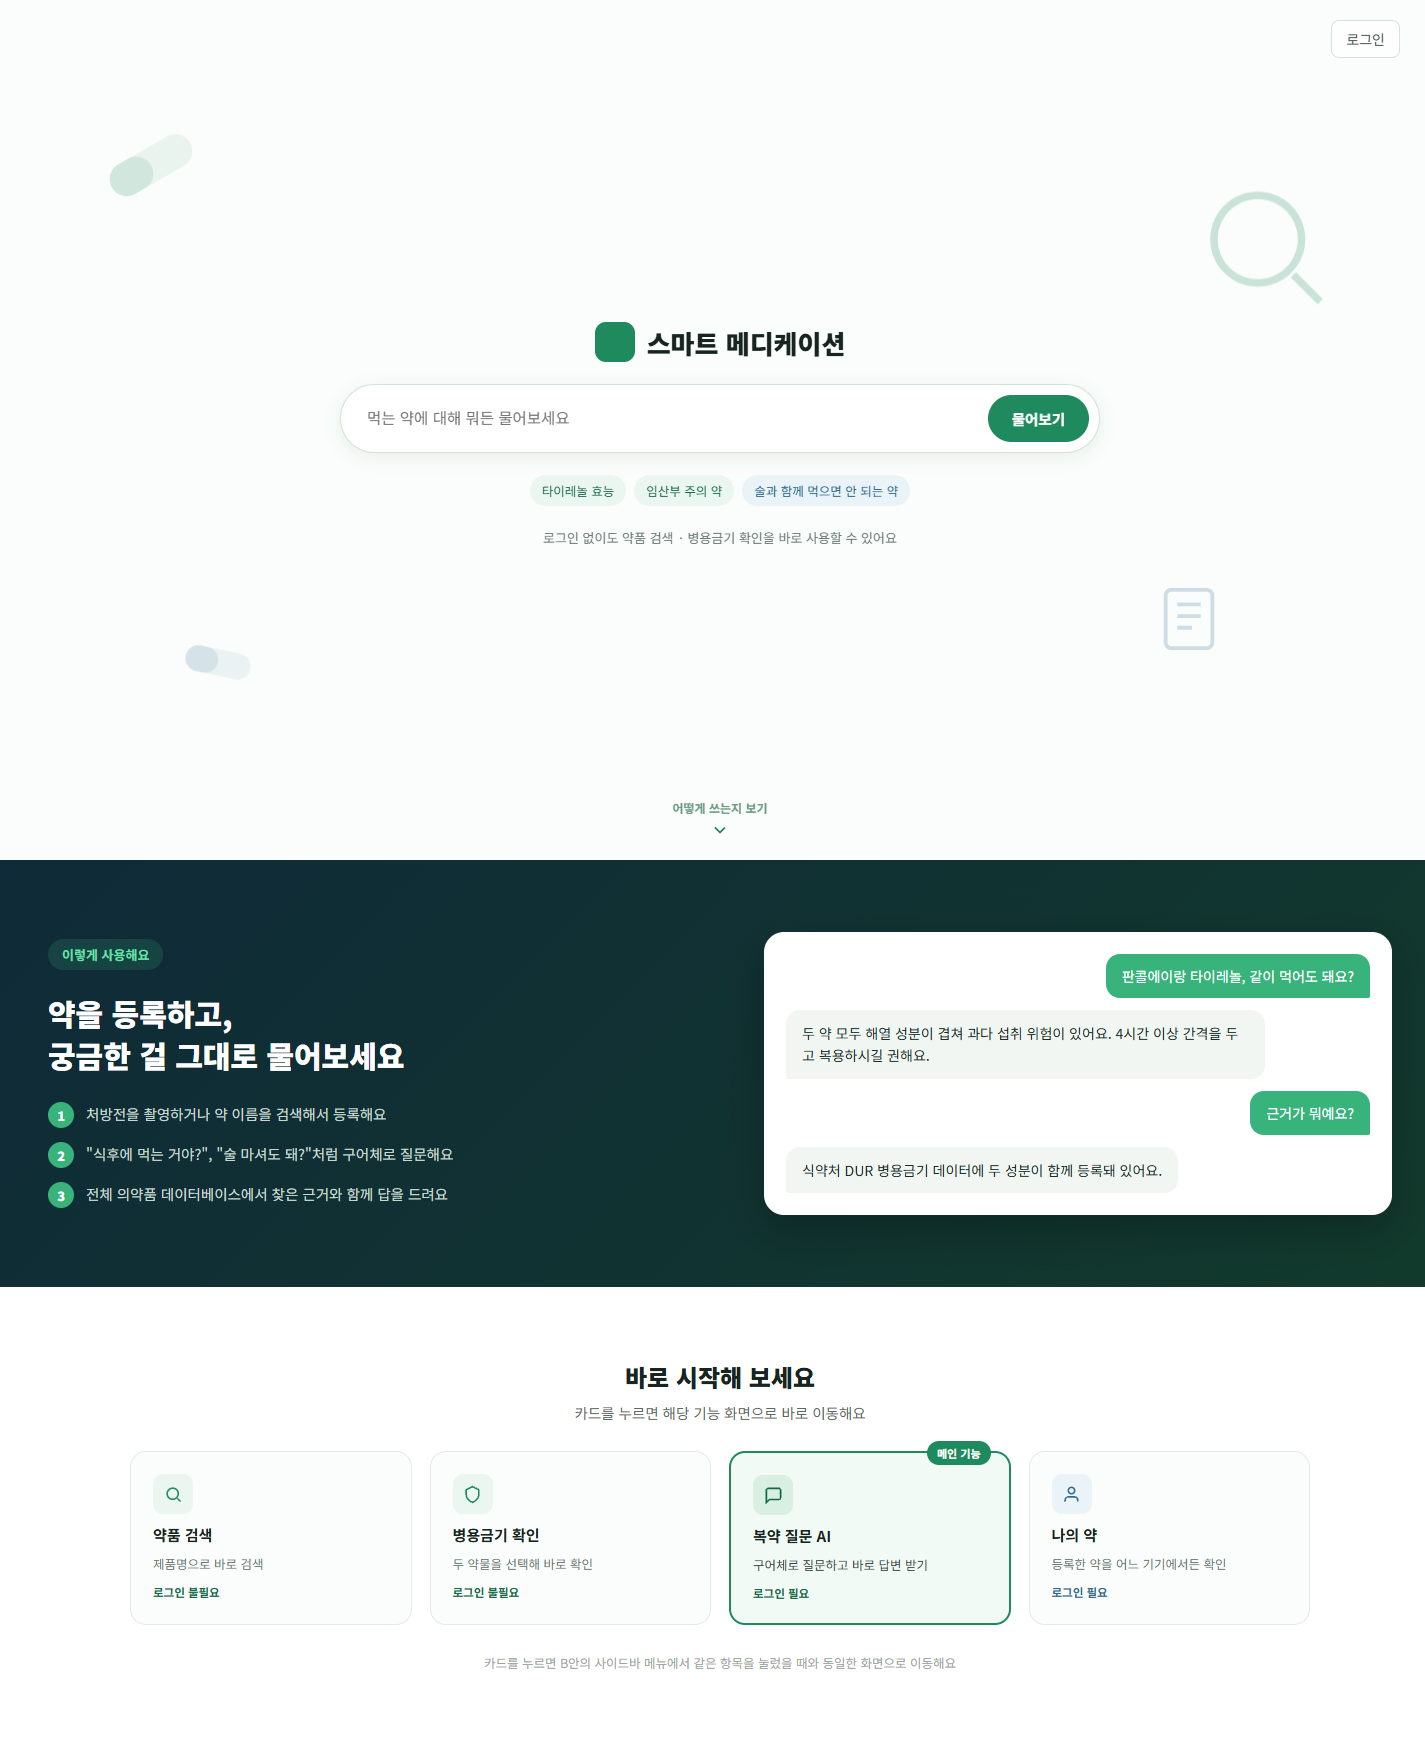 로그인
스마트 메디케이션
먹는 약에 대해 뭐든 물어보세요
물어보기
타이레놀 효능
임산부 주의 약
술과 함께 먹으면 안 되는 약
로그인 없이도 약품 검색 · 병용금기 확인을 바로 사용할 수 있어요
어떻게 쓰는지 보기
이렇게 사용해요
약을 등록하고,
궁금한 걸 그대로 물어보세요
1 처방전을 촬영하거나 약 이름을 검색해서 등록해요
2 "식후에 먹는 거야?", "술 마셔도 돼?"처럼 구어체로 질문해요
3 전체 의약품 데이터베이스에서 찾은 근거와 함께 답을 드려요
판콜에이랑 타이레놀, 같이 먹어도 돼요?
두 약 모두 해열 성분이 겹쳐 과다 섭취 위험이 있어요. 4시간 이상 간격을 두
고 복용하시길 권해요.
근거가 뭐예요?
식약처 DUR 병용금기 데이터에 두 성분이 함께 등록돼 있어요.
바로 시작해 보세요
카드를 누르면 해당 기능 화면으로 바로 이동해요
약품 검색
제품명으로 바로 검색
로그인 불필요
병용금기 확인
두 약물을 선택해 바로 확인
로그인 불필요
메인 기능
복약 질문 AI
구어체로 질문하고 바로 답변 받기
로그인 필요
나의 약
등록한 약을 어느 기기에서든 확인
로그인 필요
카드를 누르면 B안의 사이드바 메뉴에서 같은 항목을 눌렀을 때와 동일한 화면으로 이동해요